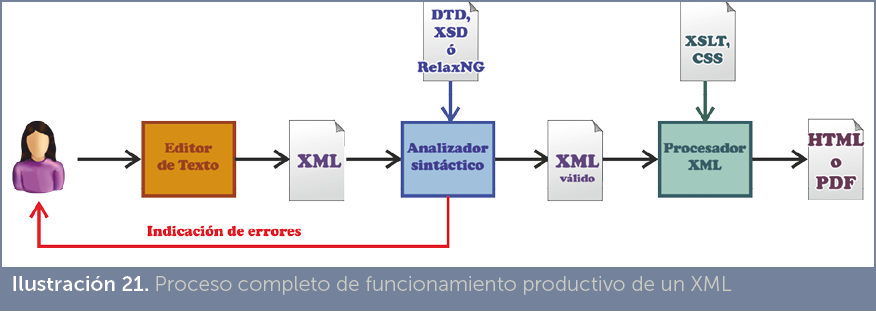 DTD,
XSD
ó
RelaxNG
XSLT,
CSS
Editor
de Texto
XML
Analizador
sintáctico
XML
válido
Procesador
XML
HTML
o
PDF
Indicación de errores
Ilustración 21. Proceso completo de funcionamiento productivo de un XML